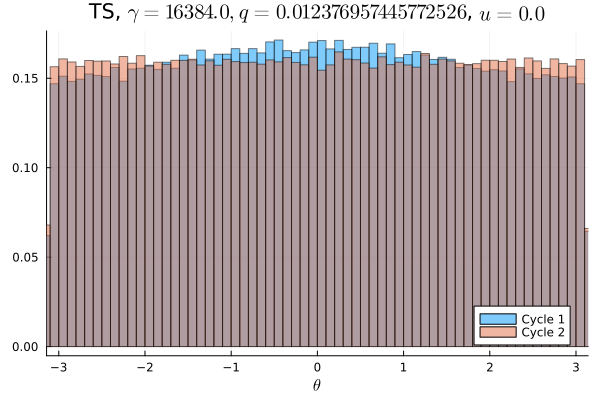 TS, γ = 16384.0, q = 0.012376957445772526, u = 0.0
0.15
0.10
0.05
0.00
−3
−2
−1
0
1
2
3
θ
Cycle 1
Cycle 2